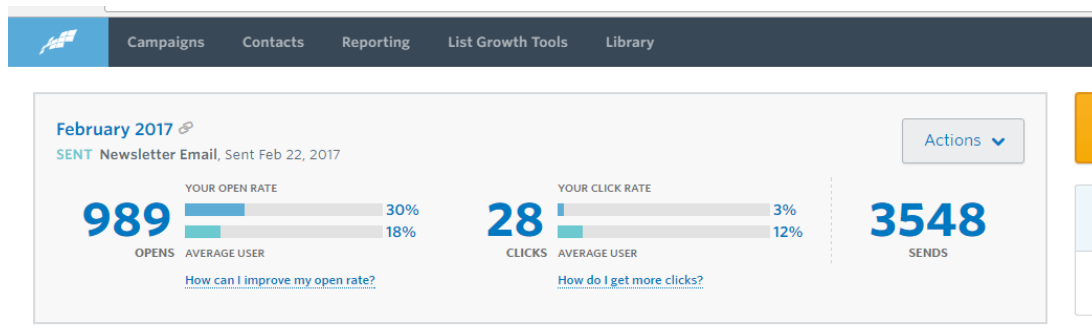 Campaigns Contacts Reporting List Growth Tools Library
February 2017
Actions
SENT Newsletter Email, Sent Feb 22, 2017
989
OPENS
YOUR OPEN RATE
30%
18%
AVERAGE USER
How can I improve my open rate?
28
CLICKS
YOUR CLICK RATE
3%
12%
AVERAGE USER
How do I get more clicks?
3548
SENDS